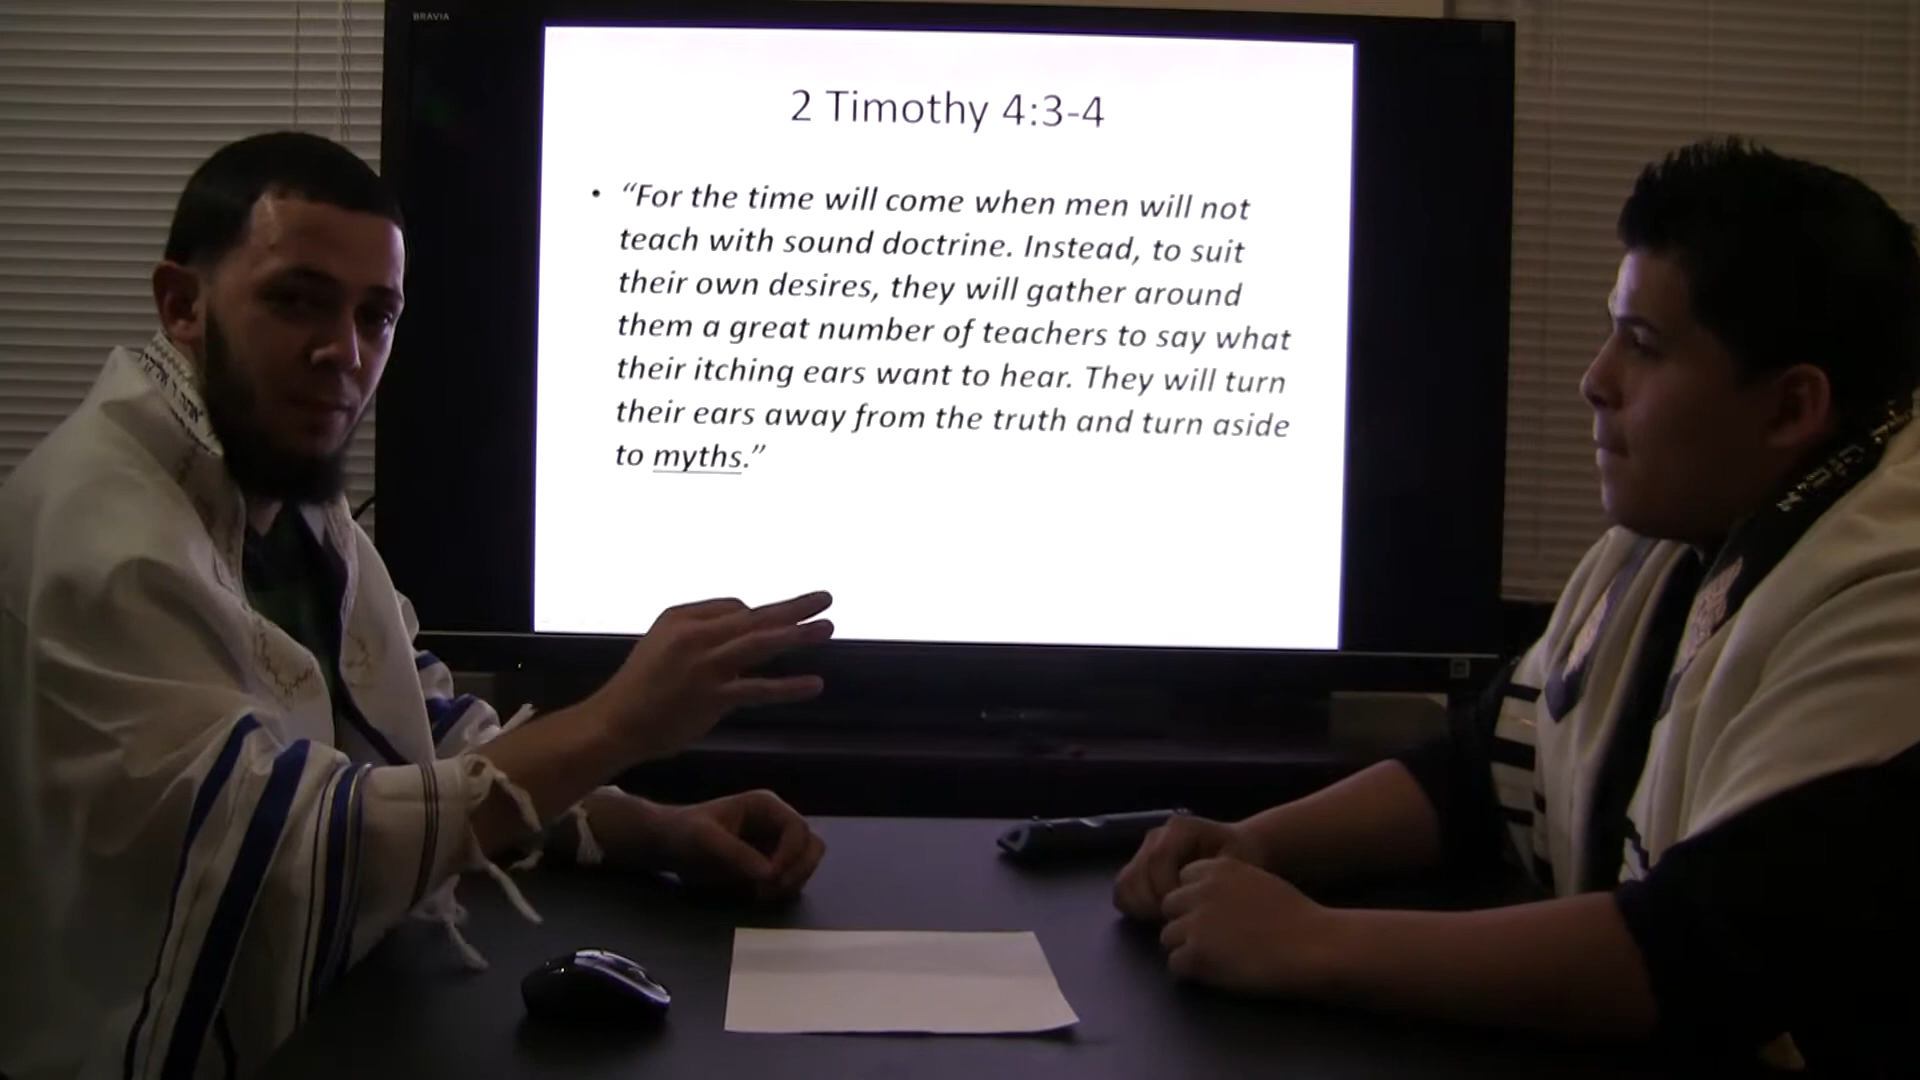 BRAVIA
2 Timothy 4:3-4
• “For the time will come when men will not
teach with sound doctrine. Instead, to suit
their own desires, they will gather around
them a great number of teachers to say what
their itching ears want to hear. They will turn
their ears away from the truth and turn aside
to myths.”